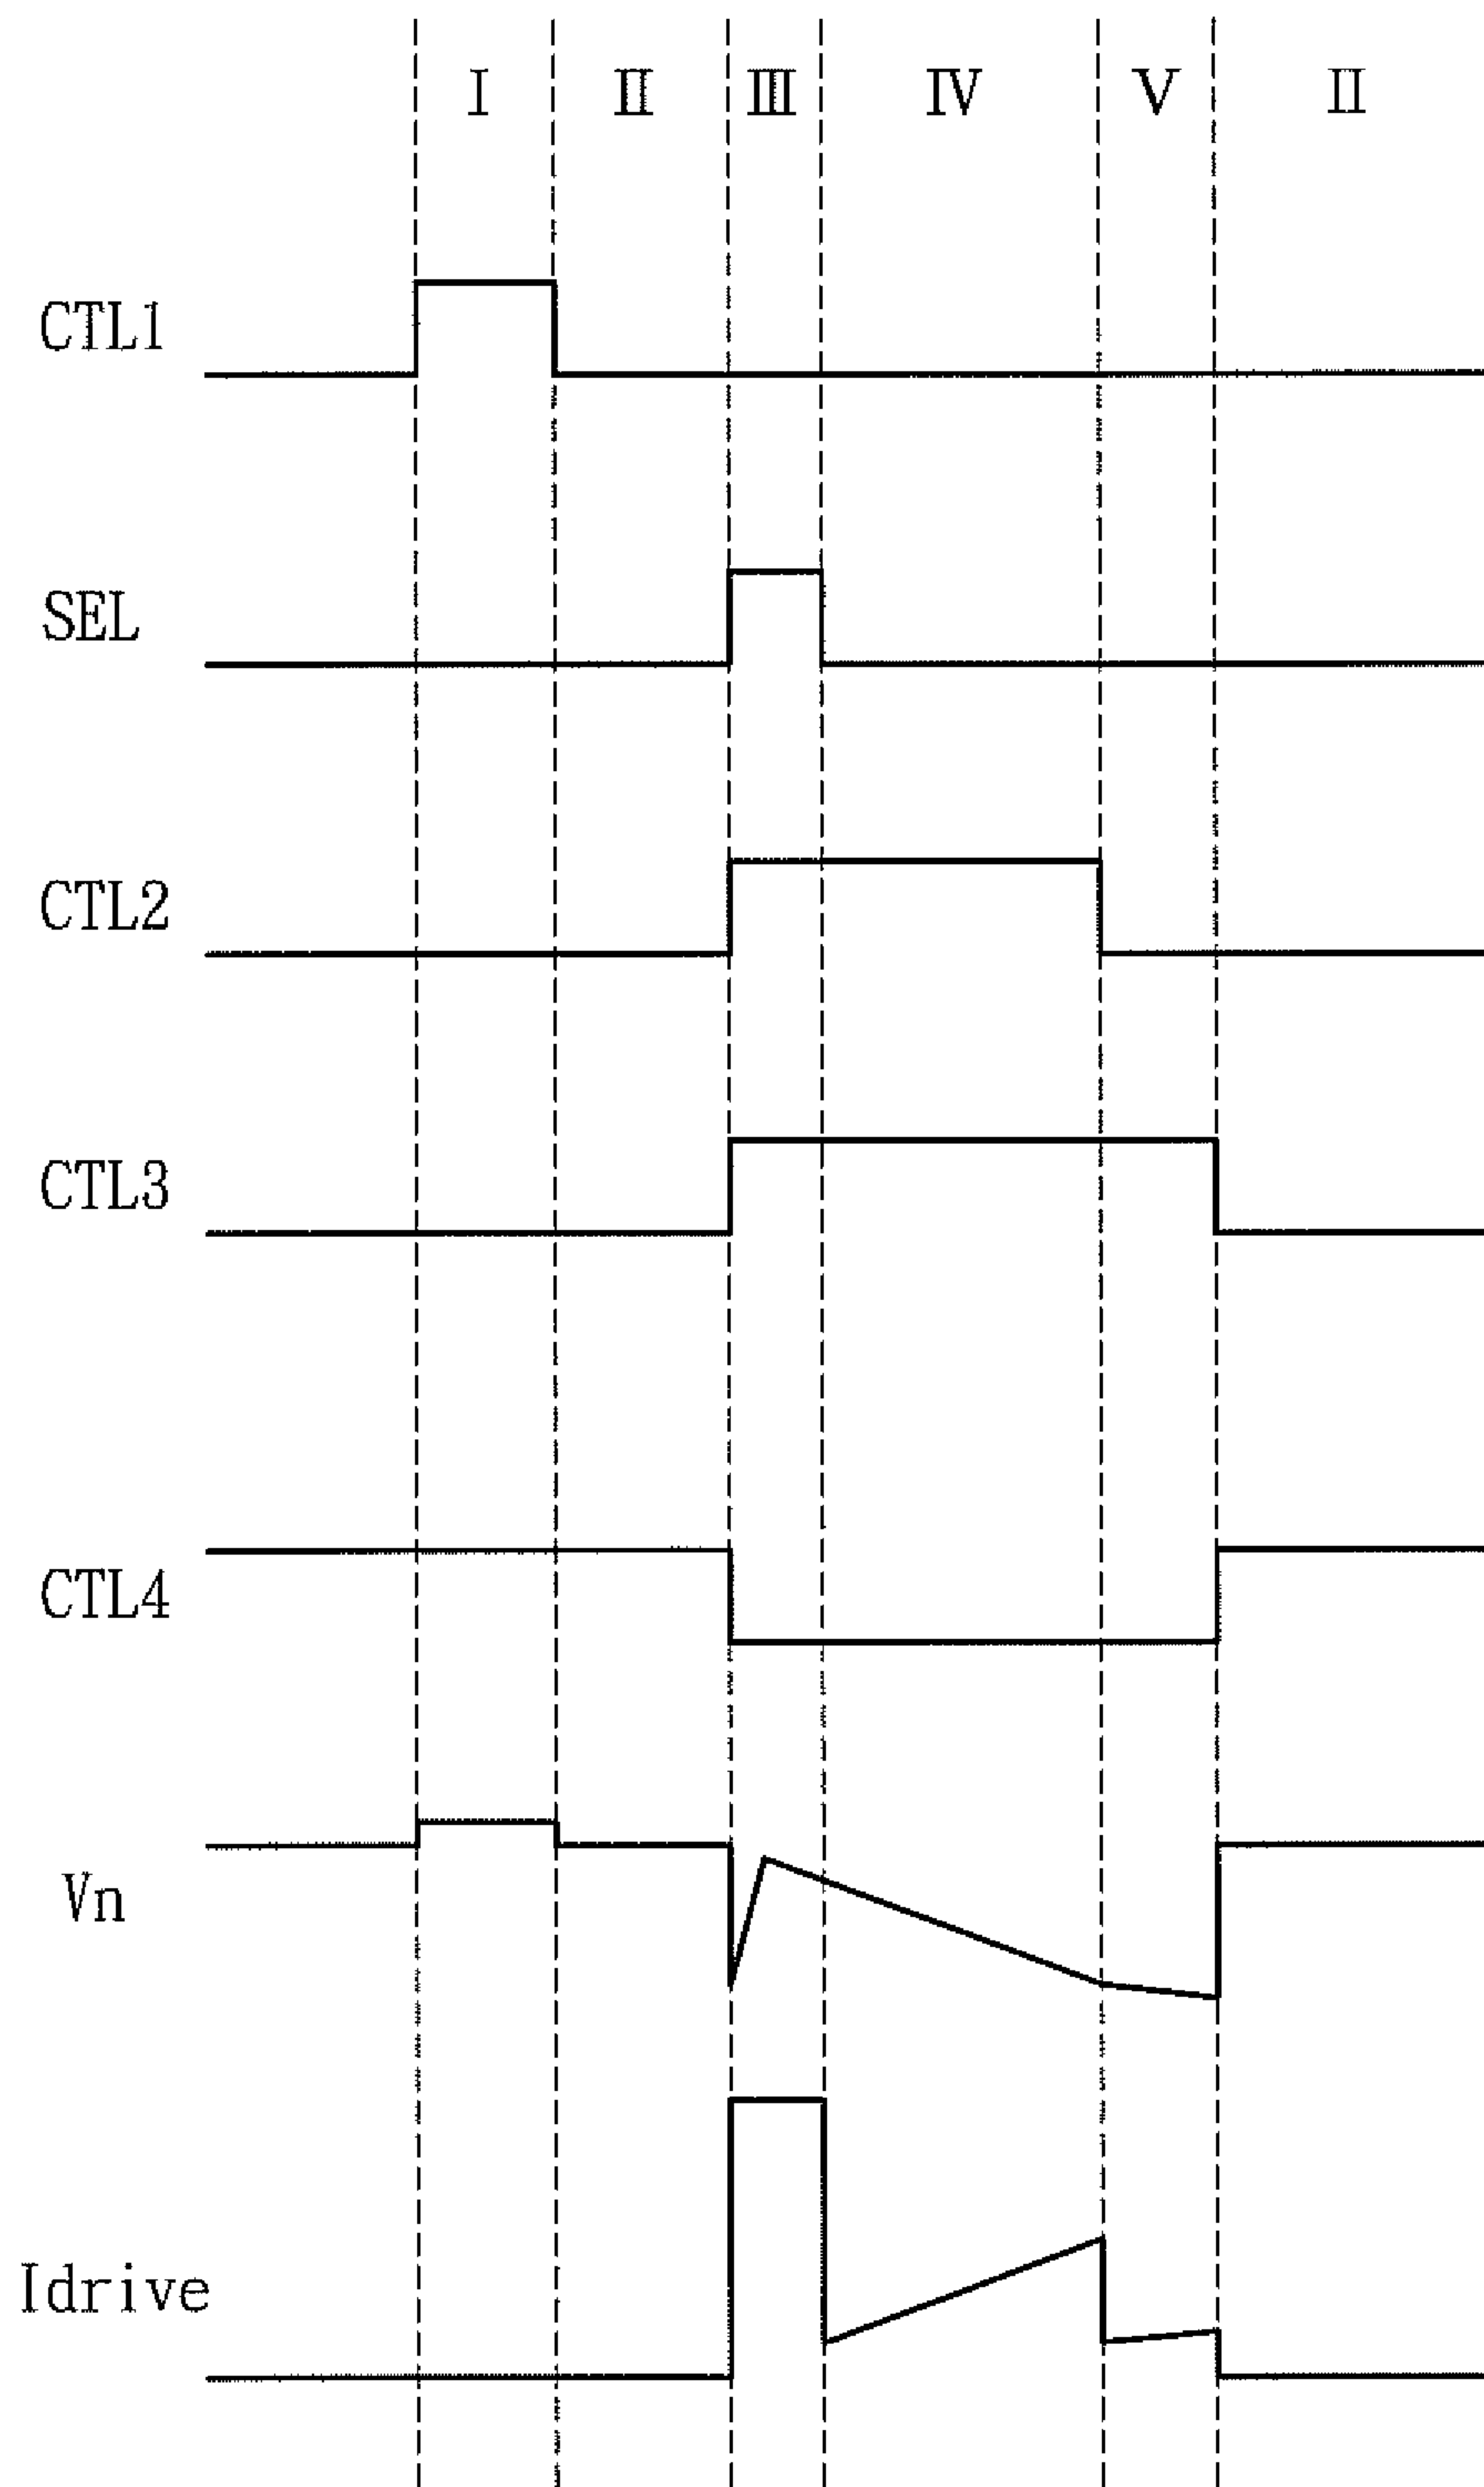 Ⅰ Ⅱ Ⅲ Ⅳ Ⅴ Ⅱ
CTL1
SEL
CTL2
CTL3
CTL4
Vn
Idrive